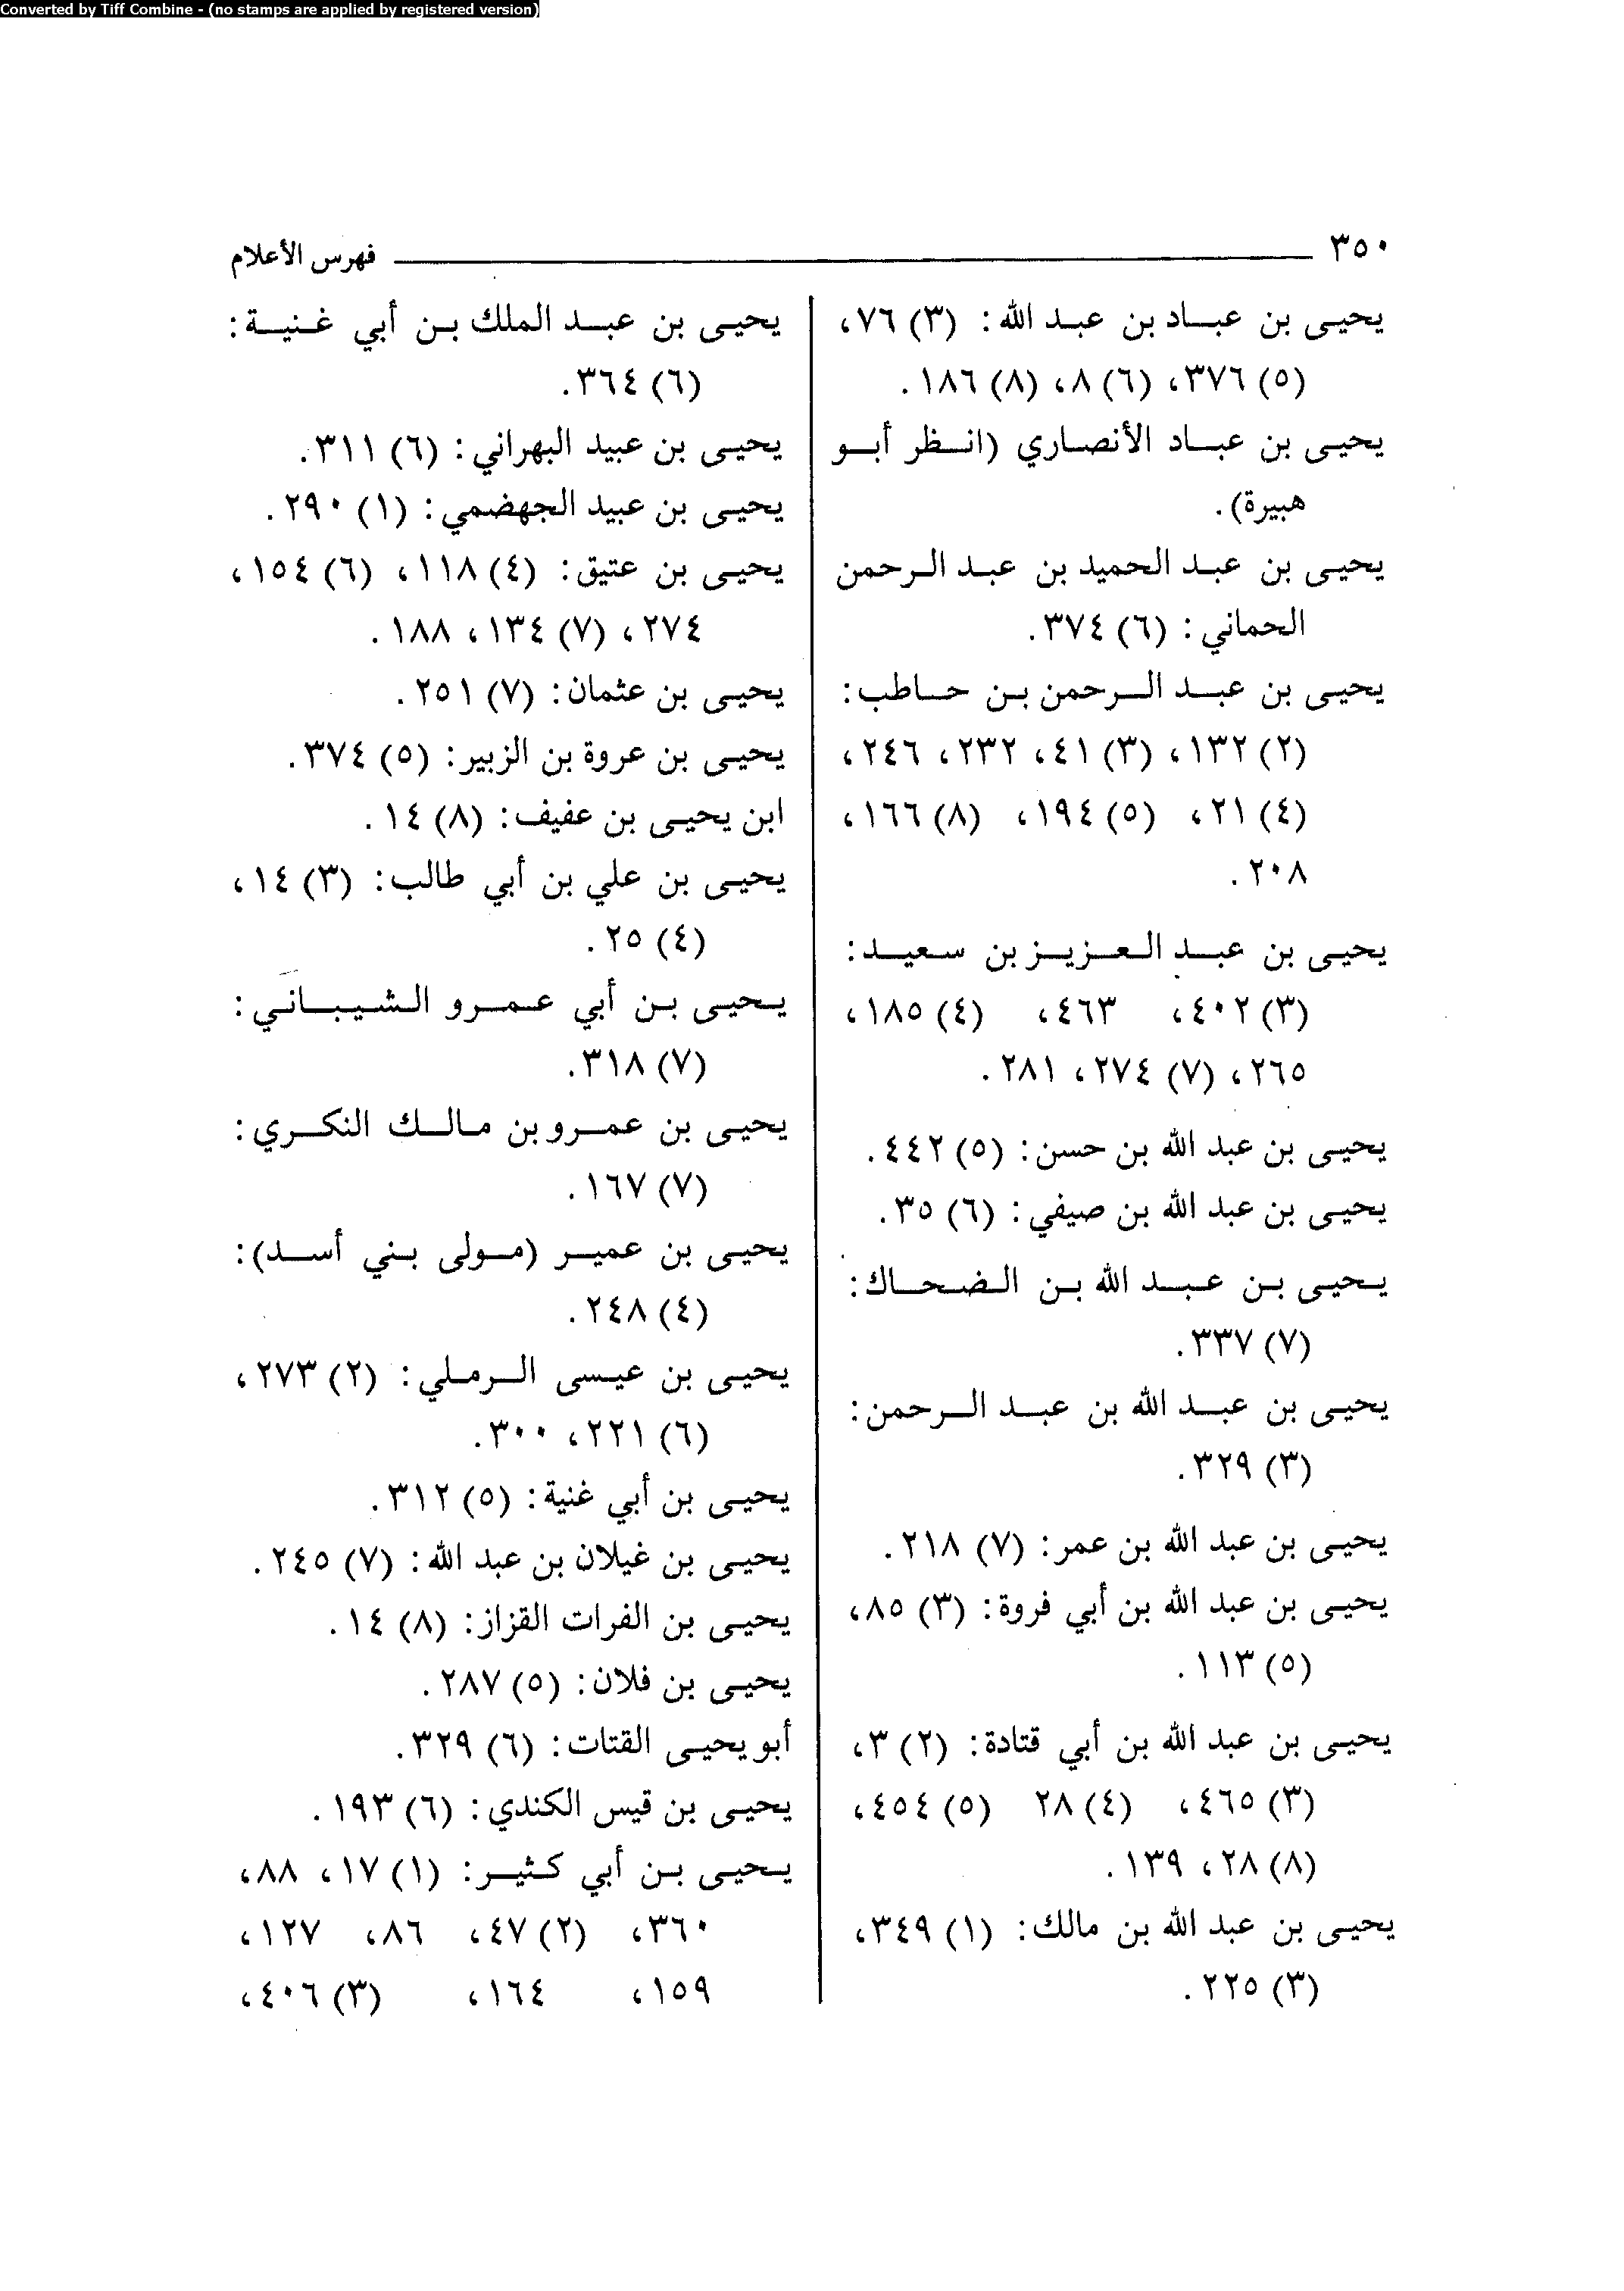 Converted by Tiff Combine - (no stamps are applied by registered version)
٣٥٠ فهرس الأعلام
يحيى بن عباد بن عبد الله: (٣) ٧٦،
(٥) ٣٧٦، (٦) ٨، (٨) ١٨٦.
يحيى بن عباد الأنصاري (انظر أبو
هبيرة).
يحيى بن عبد الحميد بن عبد الرحمن
الحماني: (٦) ٣٧٤.
يحيى بن عبد الرحمن بن حاطب:
(٢) ١٣٢، (٣) ٤١، ٢٣٢، ٢٤٦،
(٤) ٢١، (٥) ١٩٤، (٨) ١٦٦،
٢٠٨.
يحيى بن عبد العزيز بن سعيد:
(٣) ٤٠٢، ٤٦٣، (٤) ١٨٥،
٢٦٥، (٧) ٢٧٤، ٢٨١.
يحيى بن عبد الله بن حسن: (٥) ٤٤٢.
يحيى بن عبد الله بن صيفي: (٦) ٣٥.
يحيى بن عبد الله بن الضحاك:
(٧) ٣٣٧.
يحيى بن عبد الله بن عبد الرحمن:
(٣) ٣٢٩.
يحيى بن عبد الله بن عمر: (٧) ٢١٨.
يحيى بن عبد الله بن أبي فروة: (٣) ٨٥،
(٥) ١١٣.
يحيى بن عبد الله بن أبي قتادة: (٢) ٣،
(٣) ٤٦٥، (٤) ٢٨ (٥) ٤٥٤،
(٨) ٢٨، ١٣٩.
يحيى بن عبد الله بن مالك: (١) ٣٤٩،
(٣) ٢٢٥.
يحيى بن عبد الملك بن أبي غنية:
(٦) ٣٦٤.
يحيى بن عبيد البهراني: (٦) ٣١١.
يحيى بن عبيد الجهضمي: (١) ٢٩٠.
يحيى بن عتيق: (٤) ١١٨، (٦) ١٥٤،
٢٧٤، (٧) ١٣٤، ١٨٨.
يحيى بن عثمان: (٧) ٢٥١.
يحيى بن عروة بن الزبير: (٥) ٣٧٤.
ابن يحيى بن عفيف: (٨) ١٤.
يحيى بن علي بن أبي طالب: (٣) ١٤،
(٤) ٢٥.
يحيى بن أبي عمرو الشيباني:
(٧) ٣١٨.
يحيى بن عمرو بن مالك النكري:
(٧) ١٦٧.
يحيى بن عمير (مولى بني أسد):
(٤) ٢٤٨.
يحيى بن عيسى الرملي: (٢) ٢٧٣،
(٦) ٢٢١، ٣٠٠.
يحيى بن أبي غنية: (٥) ٣١٢.
يحيى بن غيلان بن عبد الله: (٧) ٢٤٥.
يحيى بن الفرات القزاز: (٨) ١٤.
يحيى بن فلان: (٥) ٢٨٧.
أبو يحيى القتات: (٦) ٣٢٩.
يحيى بن قيس الكندي: (٦) ١٩٣.
يحيى بن أبي كثير: (١) ١٧، ٨٨،
٣٦٠، (٢) ٤٧، ٨٦، ١٢٧،
١٥٩، ١٦٤، (٣) ٤٠٦،